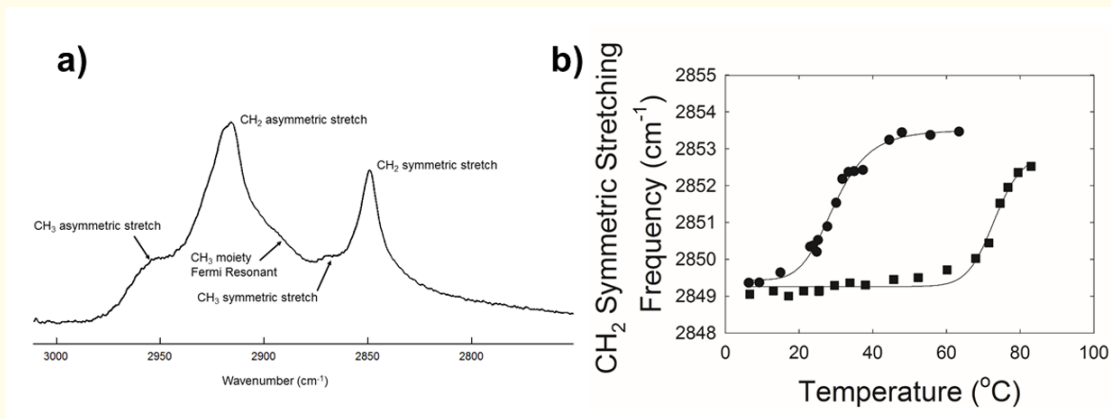 a)
CH₂ asymmetric stretch
CH₂ symmetric stretch
CH₃ asymmetric stretch
CH₃ moiety
Fermi Resonant
CH₃ symmetric stretch
3000 2950 2900 2850 2800
Wavenumber (cm⁻¹)
b)
CH₂ Symmetric Stretching
Frequency (cm⁻¹)
2855
2854
2853
2852
2851
2850
2849
2848
0 20 40 60 80 100
Temperature (°C)